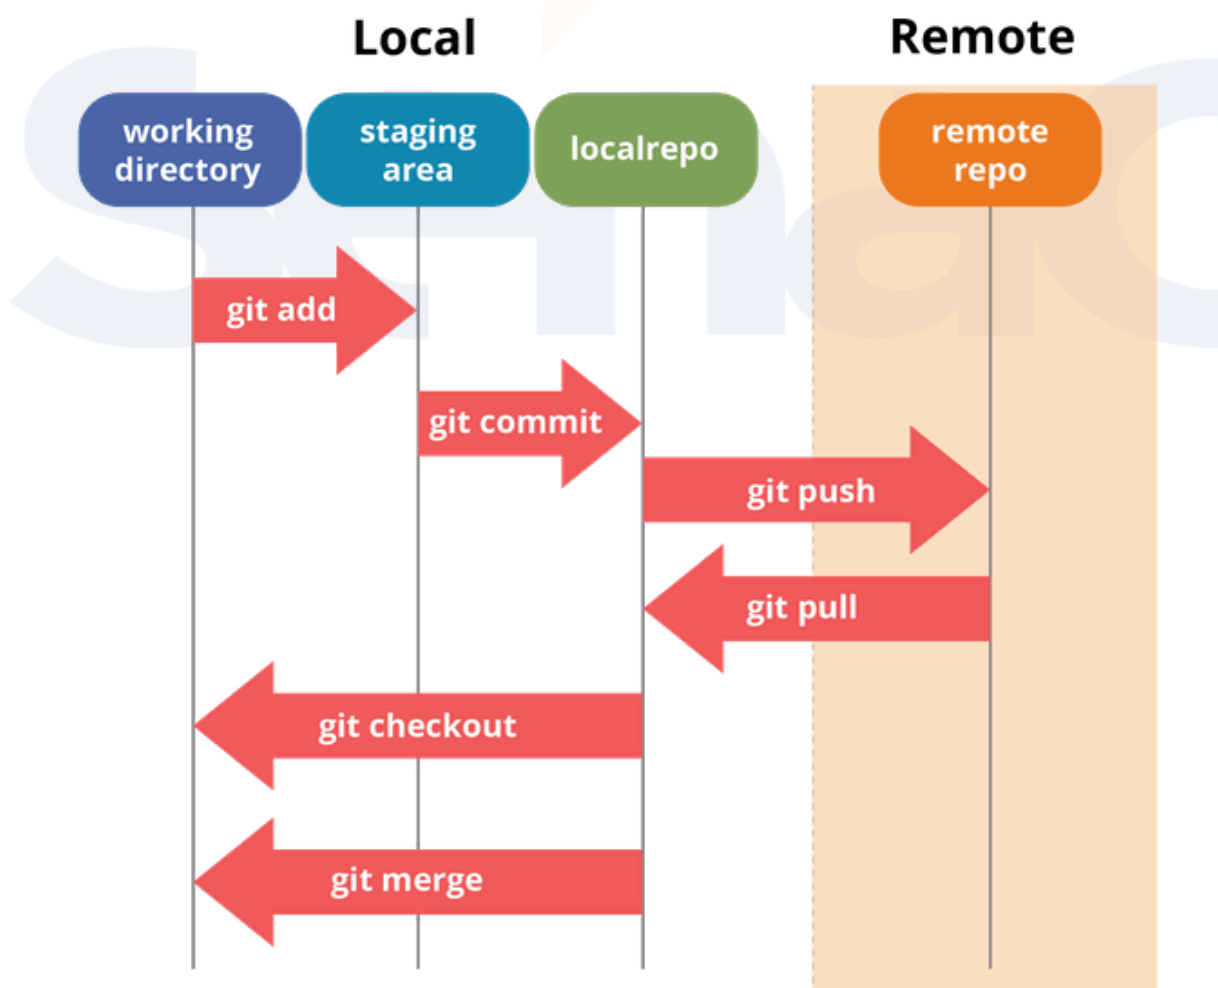 Local
Remote
working
directory
staging
area
localrepo
remote
repo
git add
git commit
git push
git pull
git checkout
git merge